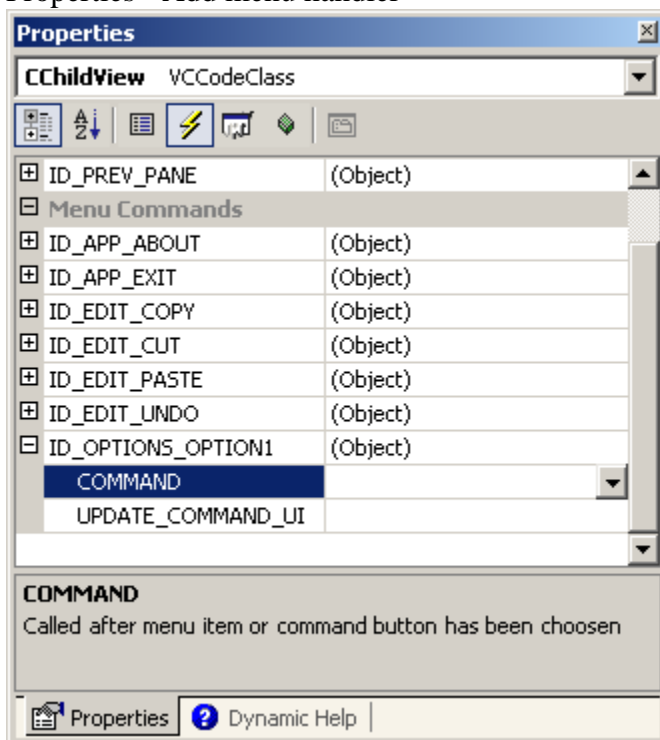 Properties - Add menu handler
Properties
CChildView VCCodeClass
ID_PREV_PANE (Object)
Menu Commands
ID_APP_ABOUT (Object)
ID_APP_EXIT (Object)
ID_EDIT_COPY (Object)
ID_EDIT_CUT (Object)
ID_EDIT_PASTE (Object)
ID_EDIT_UNDO (Object)
ID_OPTIONS_OPTION1 (Object)
COMMAND
UPDATE_COMMAND_UI
COMMAND
Called after menu item or command button has been choosen
Properties Dynamic Help